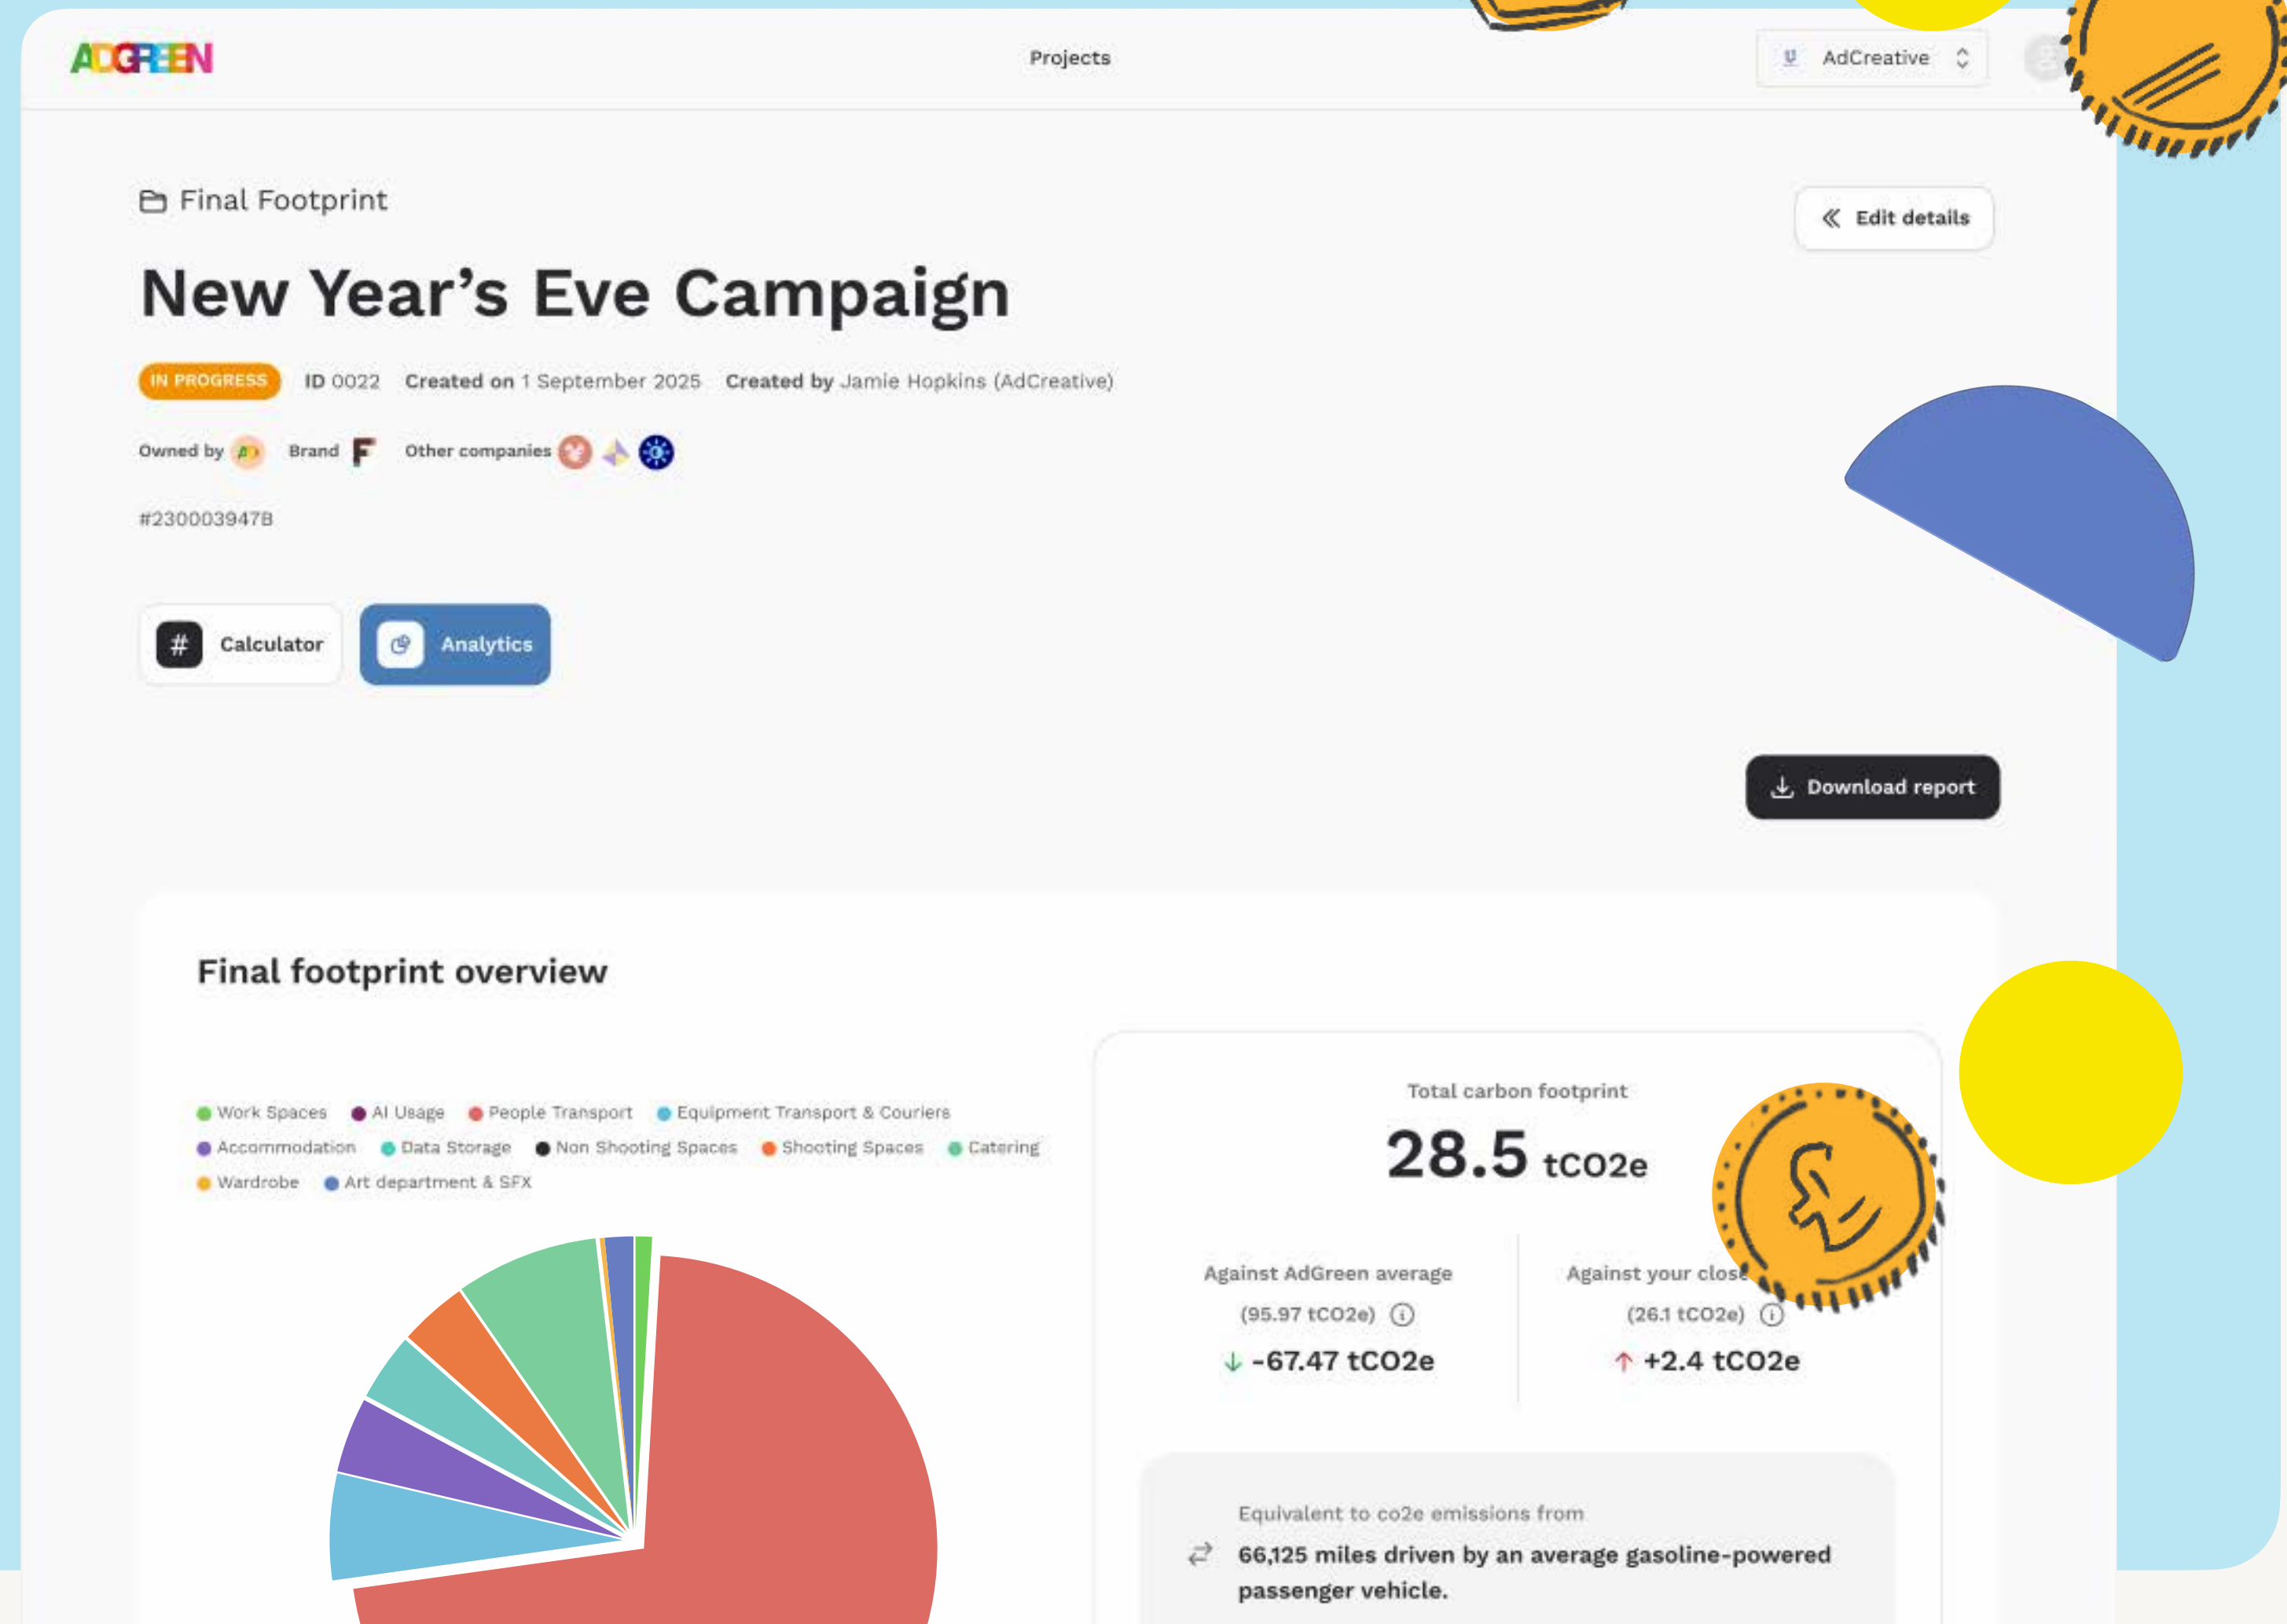 ADGREEN
Projects
AdCreative
Final Footprint
Edit details
New Year’s Eve Campaign
IN PROGRESS ID 0022 Created on 1 September 2025 Created by Jamie Hopkins (AdCreative)
Owned by Brand F Other companies
#230003947B
# Calculator Analytics
Download report
Final footprint overview
Work Spaces AI Usage People Transport Equipment Transport & Couriers
Accommodation Data Storage Non Shooting Spaces Shooting Spaces Catering
Wardrobe Art department & SFX
Total carbon footprint
28.5 tCO2e
Against AdGreen average
(95.97 tCO2e)
-67.47 tCO2e
Against your close
(26.1 tCO2e)
+2.4 tCO2e
£
Equivalent to co2e emissions from
66,125 miles driven by an average gasoline-powered
passenger vehicle.